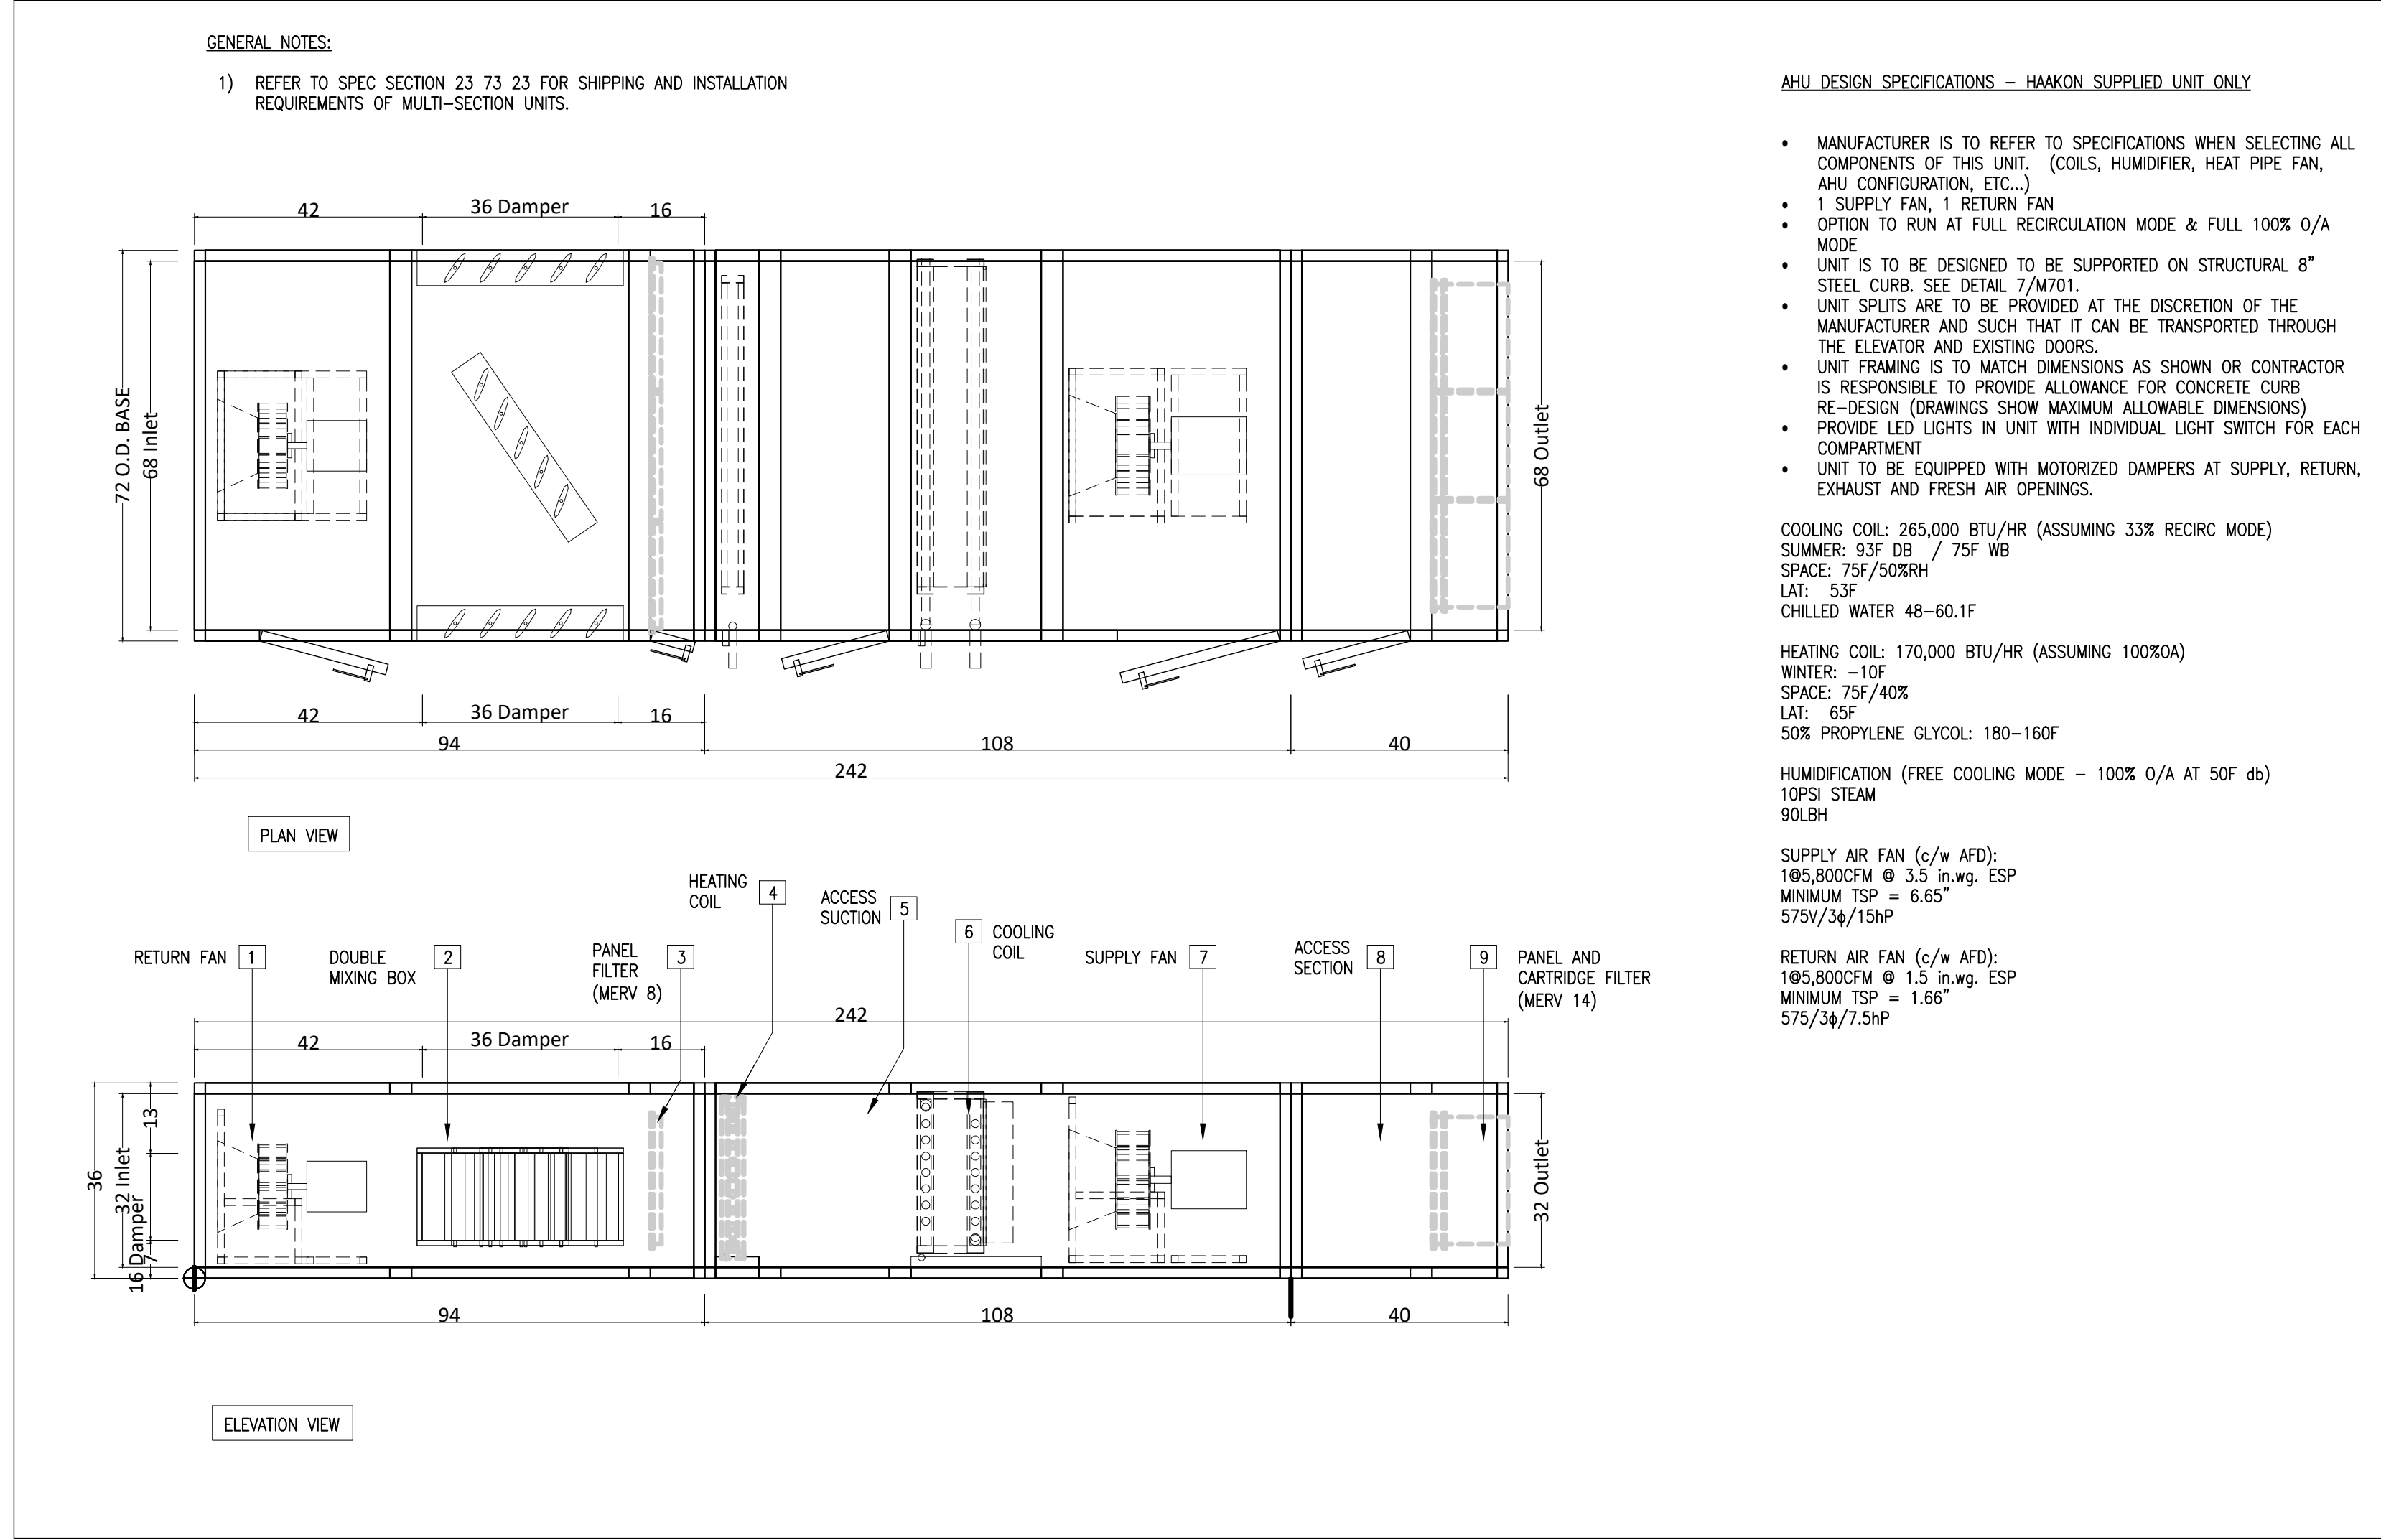 GENERAL NOTES:
1) REFER TO SPEC SECTION 23 73 23 FOR SHIPPING AND INSTALLATION
REQUIREMENTS OF MULTI-SECTION UNITS.
42
36 Damper
16
72 O.D. BASE
68 Inlet
68 Outlet
42
36 Damper
16
94
108
40
242
PLAN VIEW
HEATING
COIL
4
ACCESS
SUCTION
5
6
COOLING
COIL
RETURN FAN
1
DOUBLE
MIXING BOX
2
PANEL
FILTER
(MERV 8)
3
SUPPLY FAN
7
ACCESS
SECTION
8
9
PANEL AND
CARTRIDGE FILTER
(MERV 14)
242
42
36 Damper
16
36
32 Inlet
13
16 Damper
7
32 Outlet
94
108
40
ELEVATION VIEW
AHU DESIGN SPECIFICATIONS – HAAKON SUPPLIED UNIT ONLY
• MANUFACTURER IS TO REFER TO SPECIFICATIONS WHEN SELECTING ALL
COMPONENTS OF THIS UNIT. (COILS, HUMIDIFIER, HEAT PIPE FAN,
AHU CONFIGURATION, ETC...)
• 1 SUPPLY FAN, 1 RETURN FAN
• OPTION TO RUN AT FULL RECIRCULATION MODE & FULL 100% O/A
MODE
• UNIT IS TO BE DESIGNED TO BE SUPPORTED ON STRUCTURAL 8"
STEEL CURB. SEE DETAIL 7/M701.
• UNIT SPLITS ARE TO BE PROVIDED AT THE DISCRETION OF THE
MANUFACTURER AND SUCH THAT IT CAN BE TRANSPORTED THROUGH
THE ELEVATOR AND EXISTING DOORS.
• UNIT FRAMING IS TO MATCH DIMENSIONS AS SHOWN OR CONTRACTOR
IS RESPONSIBLE TO PROVIDE ALLOWANCE FOR CONCRETE CURB
RE-DESIGN (DRAWINGS SHOW MAXIMUM ALLOWABLE DIMENSIONS)
• PROVIDE LED LIGHTS IN UNIT WITH INDIVIDUAL LIGHT SWITCH FOR EACH
COMPARTMENT
• UNIT TO BE EQUIPPED WITH MOTORIZED DAMPERS AT SUPPLY, RETURN,
EXHAUST AND FRESH AIR OPENINGS.
COOLING COIL: 265,000 BTU/HR (ASSUMING 33% RECIRC MODE)
SUMMER: 93F DB / 75F WB
SPACE: 75F/50%RH
LAT: 53F
CHILLED WATER 48-60.1F
HEATING COIL: 170,000 BTU/HR (ASSUMING 100%OA)
WINTER: -10F
SPACE: 75F/40%
LAT: 65F
50% PROPYLENE GLYCOL: 180-160F
HUMIDIFICATION (FREE COOLING MODE – 100% O/A AT 50F db)
10PSI STEAM
90LBH
SUPPLY AIR FAN (c/w AFD):
1@5,800CFM @ 3.5 in.wg. ESP
MINIMUM TSP = 6.65"
575V/3ϕ/15hP
RETURN AIR FAN (c/w AFD):
1@5,800CFM @ 1.5 in.wg. ESP
MINIMUM TSP = 1.66"
575/3ϕ/7.5hP